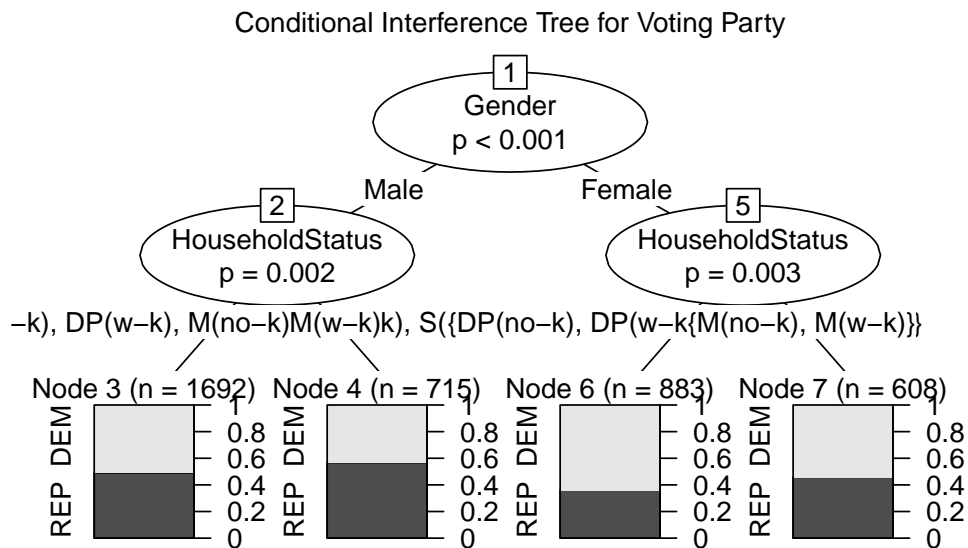 Conditional Interference Tree for Voting Party
1
Gender
p < 0.001
Male
Female
2
HouseholdStatus
p = 0.002
5
HouseholdStatus
p = 0.003
−k), DP(w−k), M(no−k)M(w−k)k), S({DP(no−k), DP(w−k{M(no−k), M(w−k)}}
Node 3 (n = 1692)
REP DEM
1
0.8
0.6
0.4
0.2
0
Node 4 (n = 715)
REP DEM
1
0.8
0.6
0.4
0.2
0
Node 6 (n = 883)
REP DEM
1
0.8
0.6
0.4
0.2
0
Node 7 (n = 608)
REP DEM
1
0.8
0.6
0.4
0.2
0